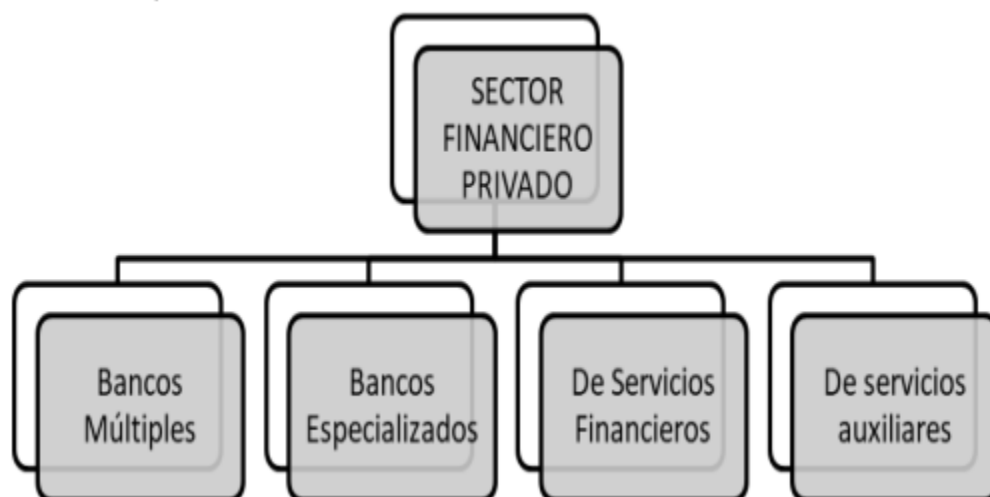 SECTOR
FINANCIERO
PRIVADO
Bancos
Múltiples
Bancos
Especializados
De Servicios
Financieros
De servicios
auxiliares